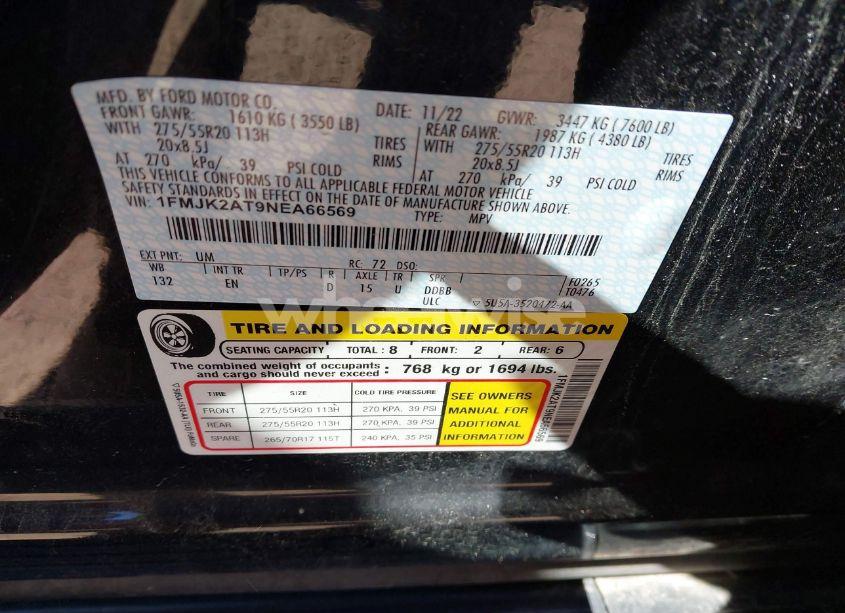 MFD. BY FORD MOTOR CO.
DATE: 11/22 GVWR: 3447 KG ( 7600 LB)
FRONT GAWR: 1610 KG ( 3550 LB) REAR GAWR: 1987 KG ( 4380 LB)
WITH 275/55R20 113H TIRES WITH 275/55R20 113H TIRES
20x8.5J RIMS 20x8.5J RIMS
AT 270 kPa/ 39 PSI COLD AT 270 kPa/ 39 PSI COLD
THIS VEHICLE CONFORMS TO ALL APPLICABLE FEDERAL MOTOR VEHICLE
SAFETY STANDARDS IN EFFECT ON THE DATE OF MANUFACTURE SHOWN ABOVE.
VIN: 1FMJK2AT9NEA66569 TYPE: MPV
EXT PNT: UM RC: 72 DSO:
WB INT TR TP/PS R AXLE TR SPR F0265
132 EN D 15 U DDBB T0476
ULC ▽ 5U5A-3520472-AA
wheelwise
TIRE AND LOADING INFORMATION
SEATING CAPACITY TOTAL : 8 FRONT: 2 REAR: 6
The combined weight of occupants
and cargo should never exceed : 768 kg or 1694 lbs.
TIRE SIZE COLD TIRE PRESSURE
FRONT 275/55R20 113H 270 KPA, 39 PSI
REAR 275/55R20 113H 270 KPA, 39 PSI
SPARE 265/70R17 115T 240 KPA, 35 PSI
SEE OWNERS
MANUAL FOR
ADDITIONAL
INFORMATION
1FMJK2AT9NEA66569